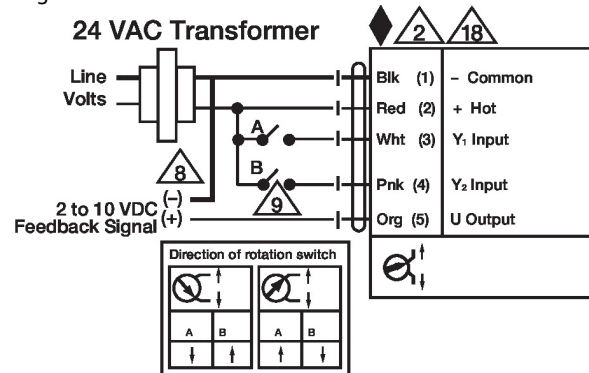 24 VAC Transformer
2
18
Line
Volts
Blk (1) – Common
Red (2) + Hot
A
Wht (3) Y₁ Input
B
Pnk (4) Y₂ Input
8
9
2 to 10 VDC (–)
Feedback Signal (+)
Org (5) U Output
Direction of rotation switch
A B A B